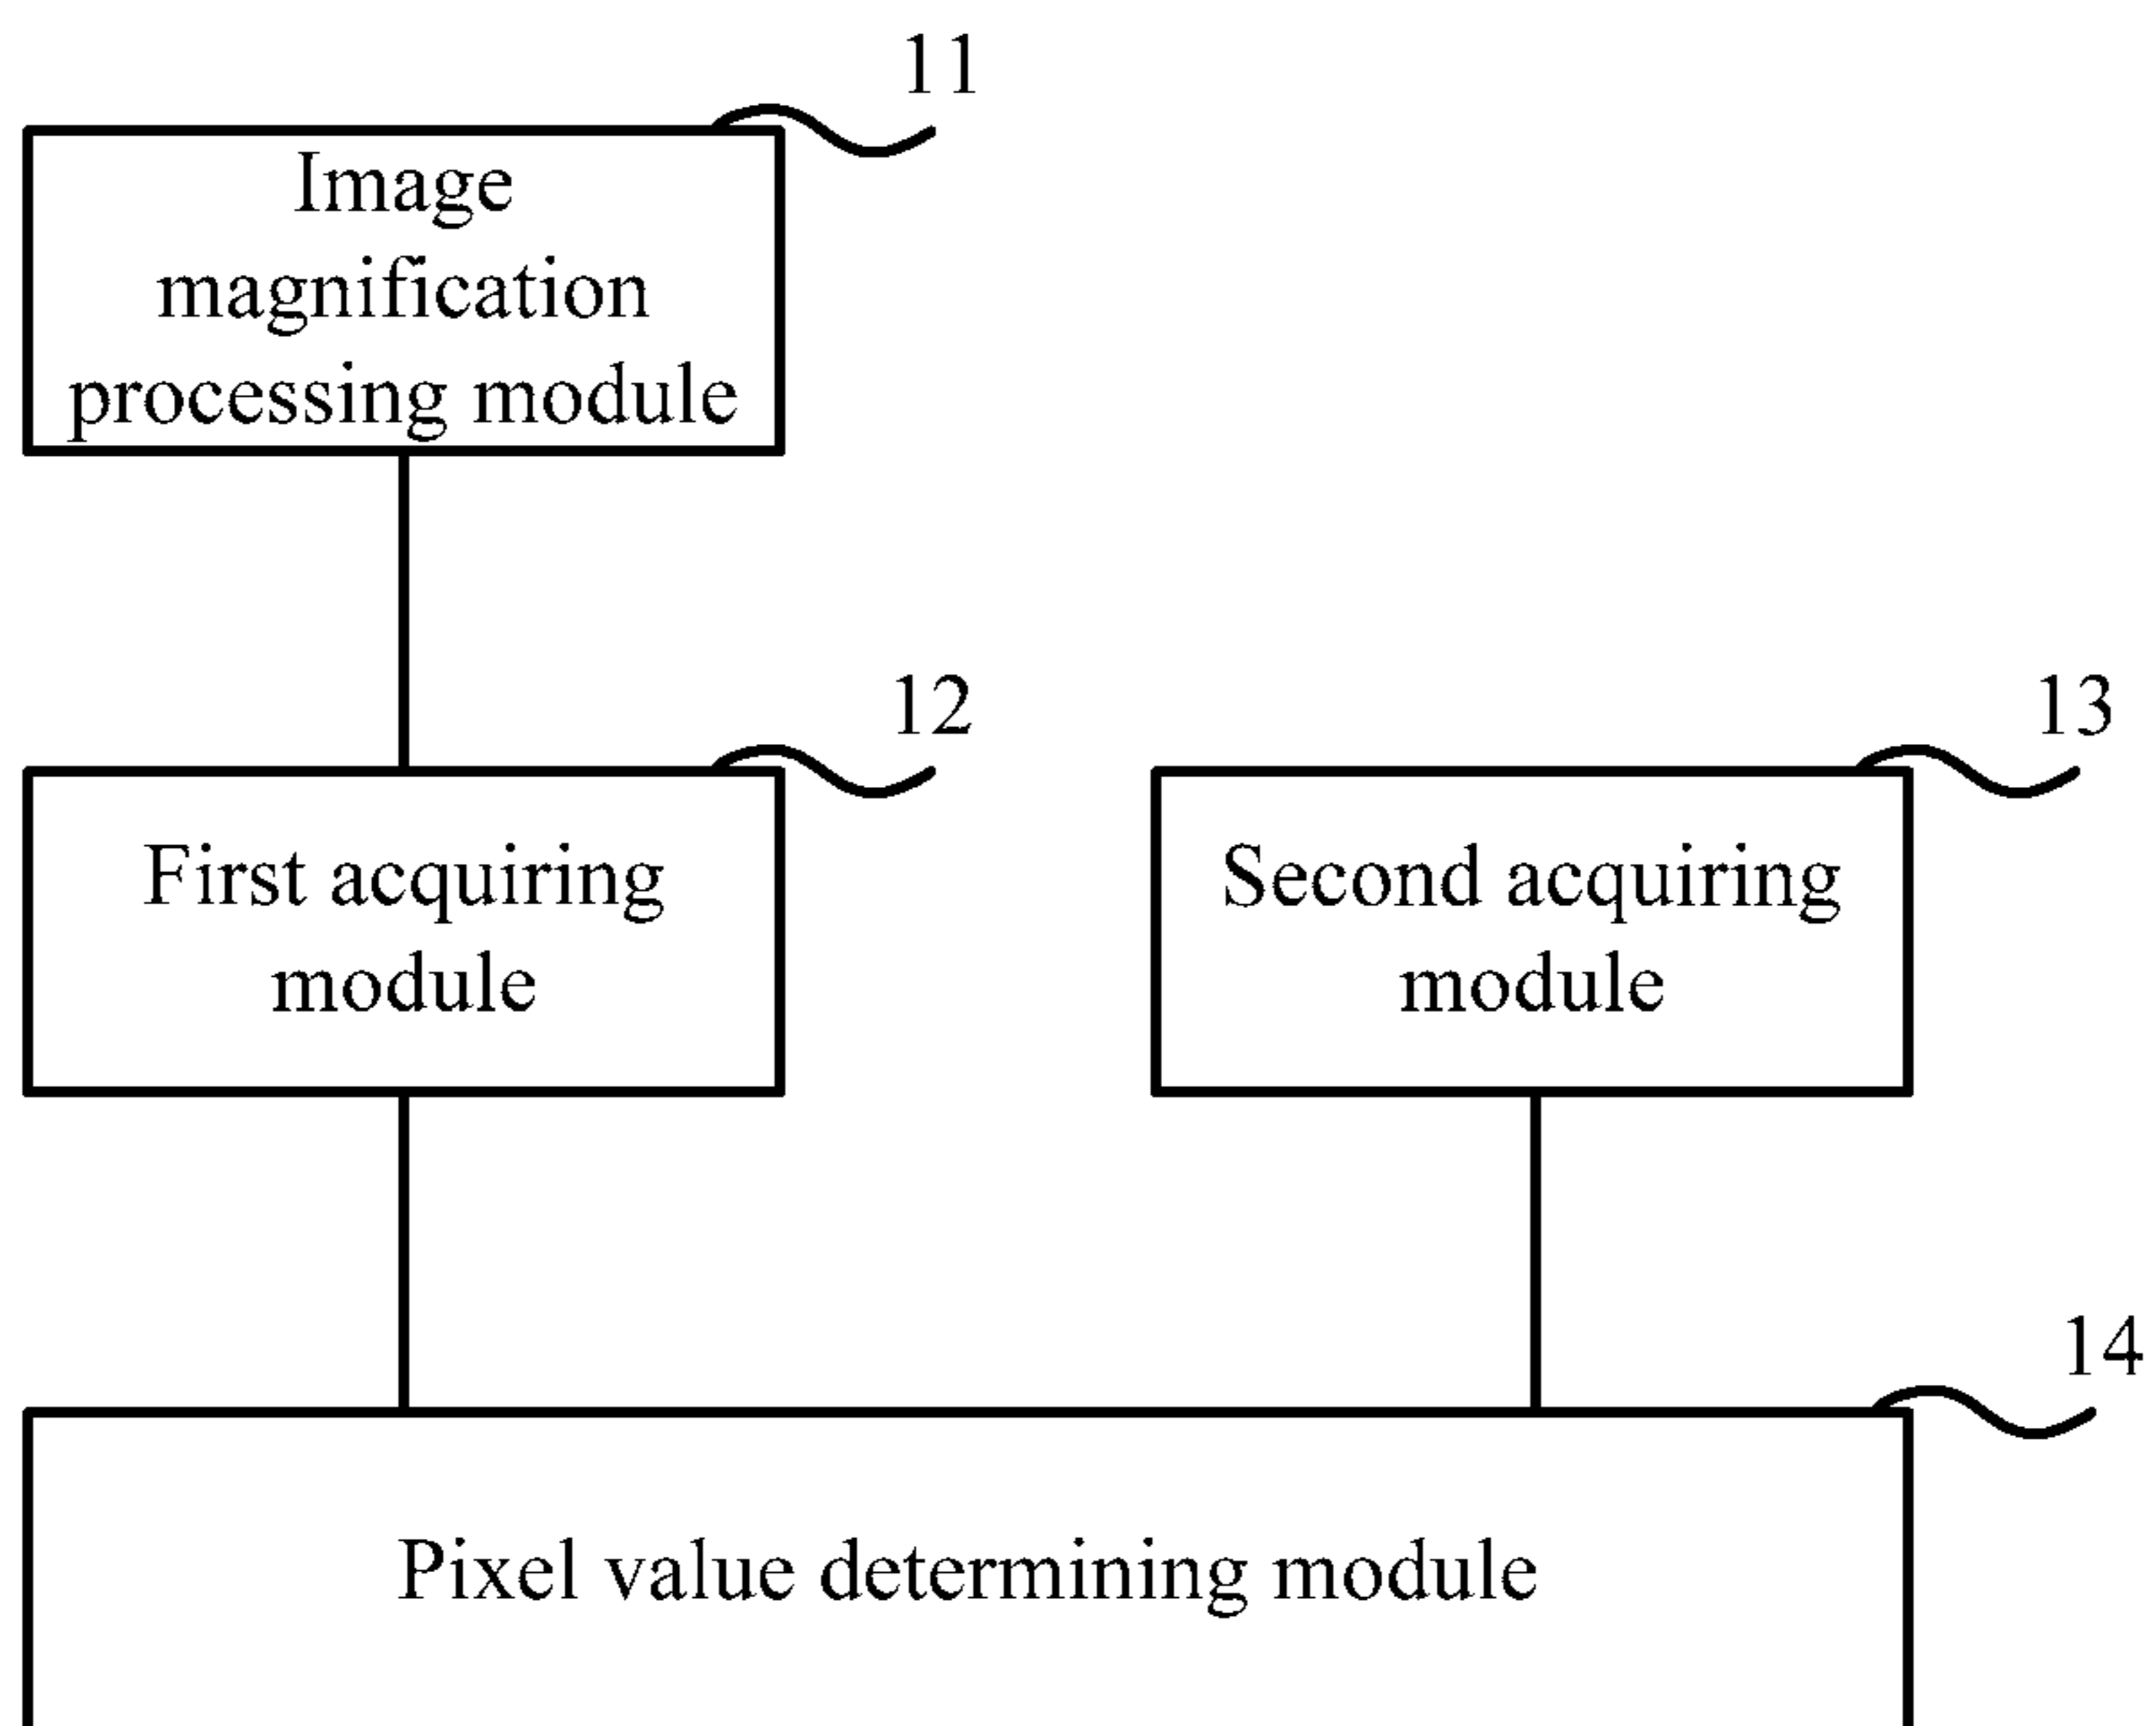 11
Image
magnification
processing module
12
13
First acquiring
module
Second acquiring
module
14
Pixel value determining module